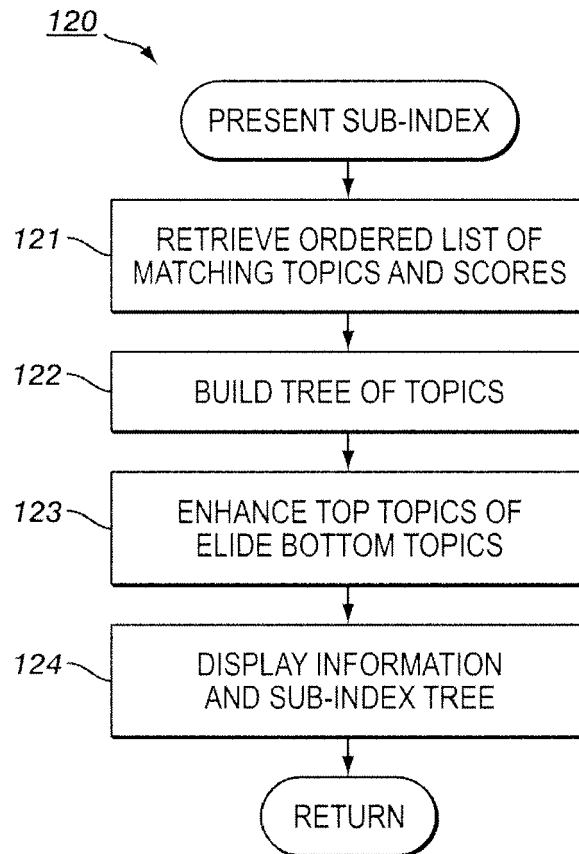 120
PRESENT SUB-INDEX
121
RETRIEVE ORDERED LIST OF
MATCHING TOPICS AND SCORES
122
BUILD TREE OF TOPICS
123
ENHANCE TOP TOPICS OF
ELIDE BOTTOM TOPICS
124
DISPLAY INFORMATION
AND SUB-INDEX TREE
RETURN